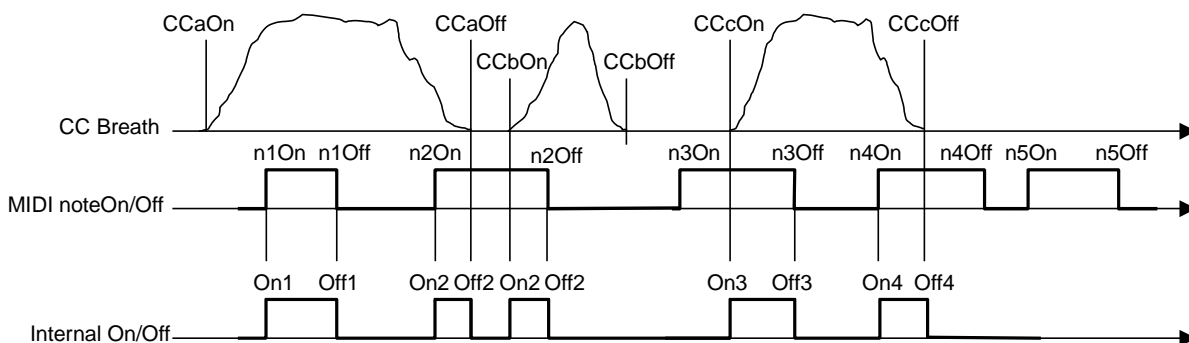 CCaOn CCaOff CCcOn CCcOff
CCbOn CCbOff
CC Breath
n1On n1Off n2On n2Off n3On n3Off n4On n4Off n5On n5Off
MIDI noteOn/Off
On1 Off1 On2 Off2 On2 Off2 On3 Off3 On4 Off4
Internal On/Off